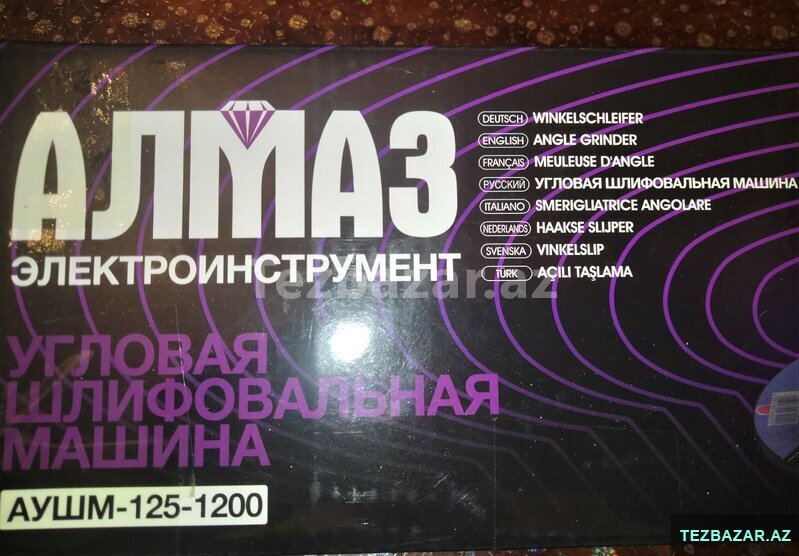 АЛМАЗ
ЭЛЕКТРОИНСТРУМЕНТ
DEUTSCH WINKELSCHLEIFER
ENGLISH ANGLE GRINDER
FRANÇAIS MEULEUSE D'ANGLE
РУССКИЙ УГЛОВАЯ ШЛИФОВАЛЬНАЯ МАШИНА
ITALIANO SMERIGLIATRICE ANGOLARE
NEDERLANDS HAAKSE SLIJPER
SVENSKA VINKELSLIP
TÜRK AÇILI TAŞLAMA
Tezbazar.az
УГЛОВАЯ
ШЛИФОВАЛЬНАЯ
МАШИНА
АУШМ-125-1200
TEZBAZAR.AZ